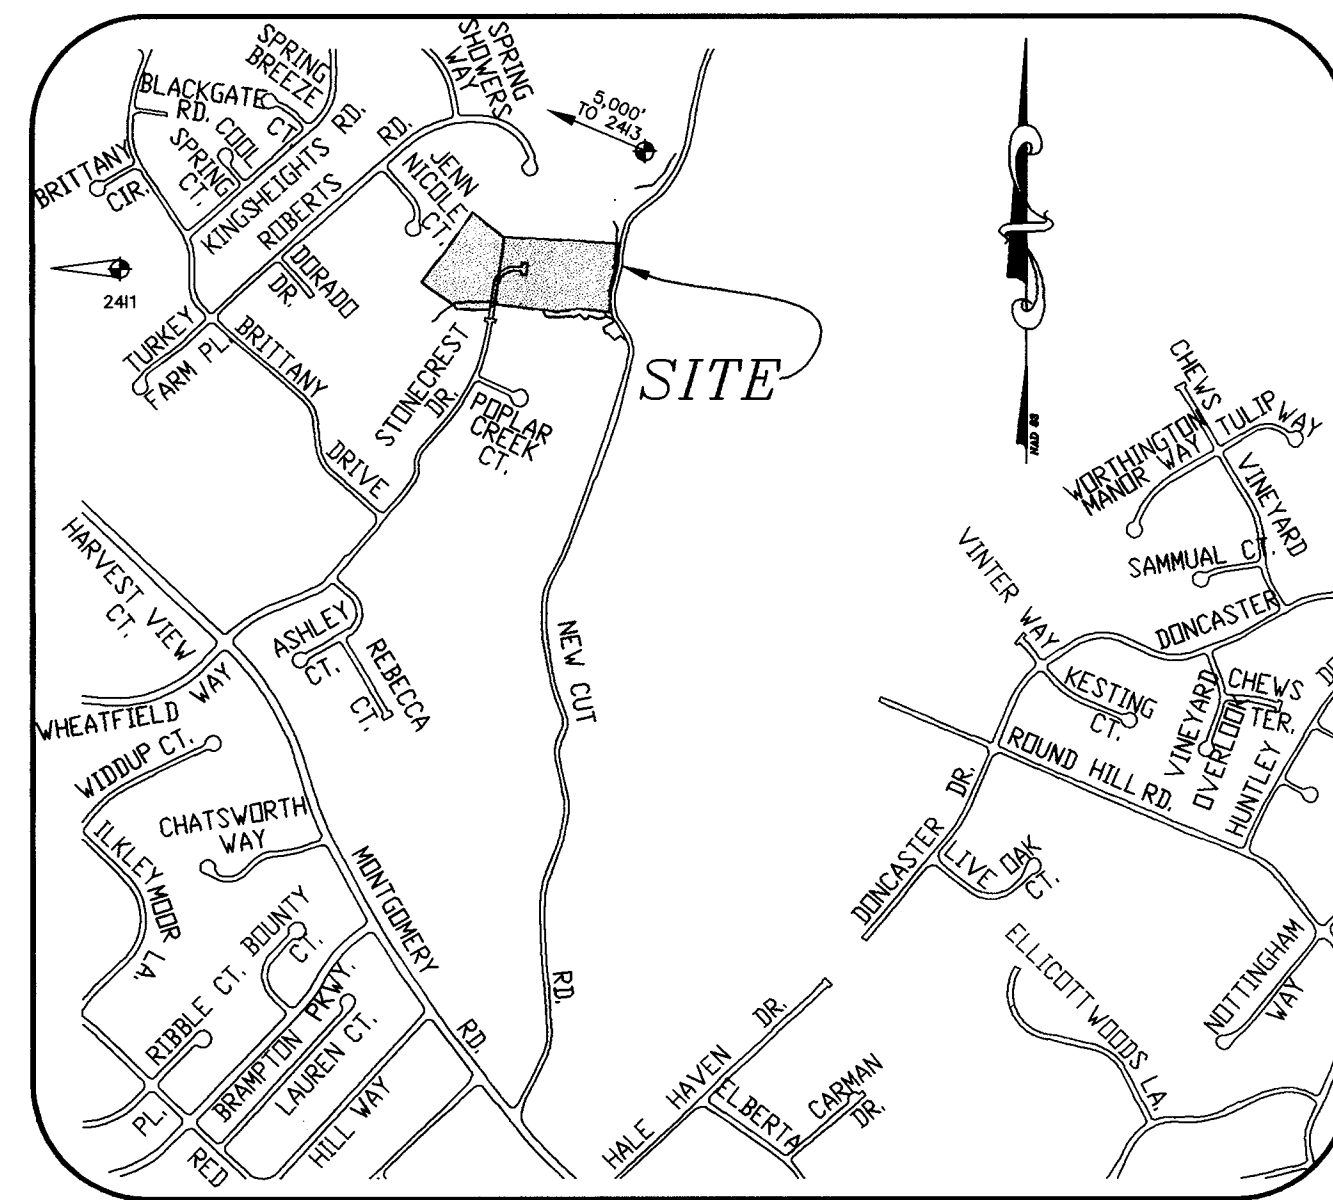 SPRING
BREEZE
CT.
BLACKGATE
RD.
COOL
SPRING
CT.
BRITTANY
CIR.
KINGSHEIGHTS RD.
ROBERTS RD.
SPRING
SHOWERS
WAY
5,000'
TO 2413
JENN
NICOLE
CT.
DORADO
DR.
2411
TURKEY
FARM PL.
BRITTANY
DRIVE
STONECREST
DR.
POPLAR
CREEK
CT.
SITE
NAD 83
CHEWS
TULIP WAY
WORTHINGTON
MANOR WAY
VINEYARD
SAMMUAL CT.
VINTER WAY
DONCASTER
DR.
HARVEST VIEW
CT.
WAY
WHEATFIELD
ASHLEY
CT.
REBECCA
CT.
NEW CUT
RD.
KESTING
CT.
VINEYARD
OVERLOOK
CHEWS
TER.
HUNTLEY
ROUND HILL RD.
WIDDUP CT.
CHATSWORTH
WAY
ILKLEY MOOR LA.
MONTGOMERY
RD.
DONCASTER DR.
LIVE OAK
CT.
BOUNTY
CT.
RIBBLE CT.
BRAMPTON PKWY.
LAUREN CT.
HILL WAY
PL.
RED
ELLICOTT WOODS LA.
NOTTINGHAM
WAY
HALE HAVEN DR.
ELBERTA
CARMAN
DR.